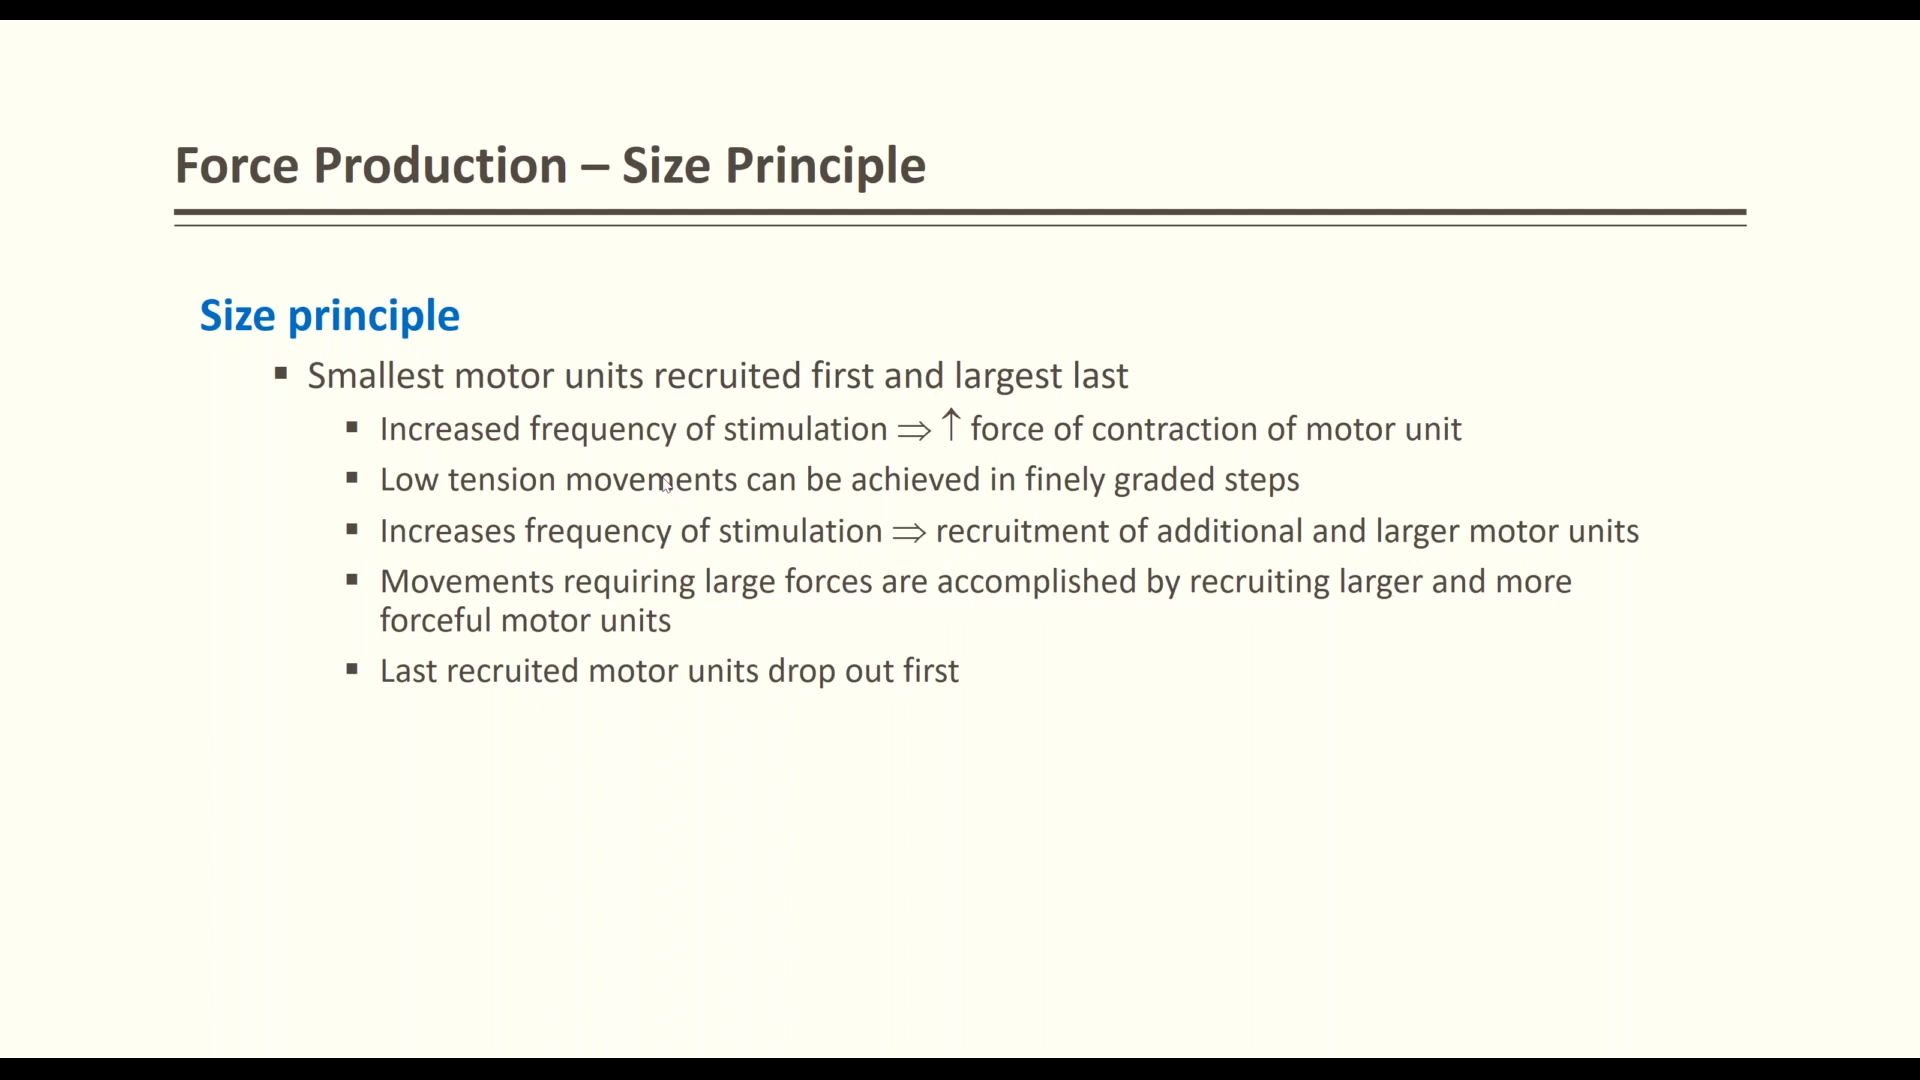 Force Production – Size Principle
Size principle
▪ Smallest motor units recruited first and largest last
▪ Increased frequency of stimulation ⇒ ↑ force of contraction of motor unit
▪ Low tension movements can be achieved in finely graded steps
▪ Increases frequency of stimulation ⇒ recruitment of additional and larger motor units
▪ Movements requiring large forces are accomplished by recruiting larger and more
forceful motor units
▪ Last recruited motor units drop out first